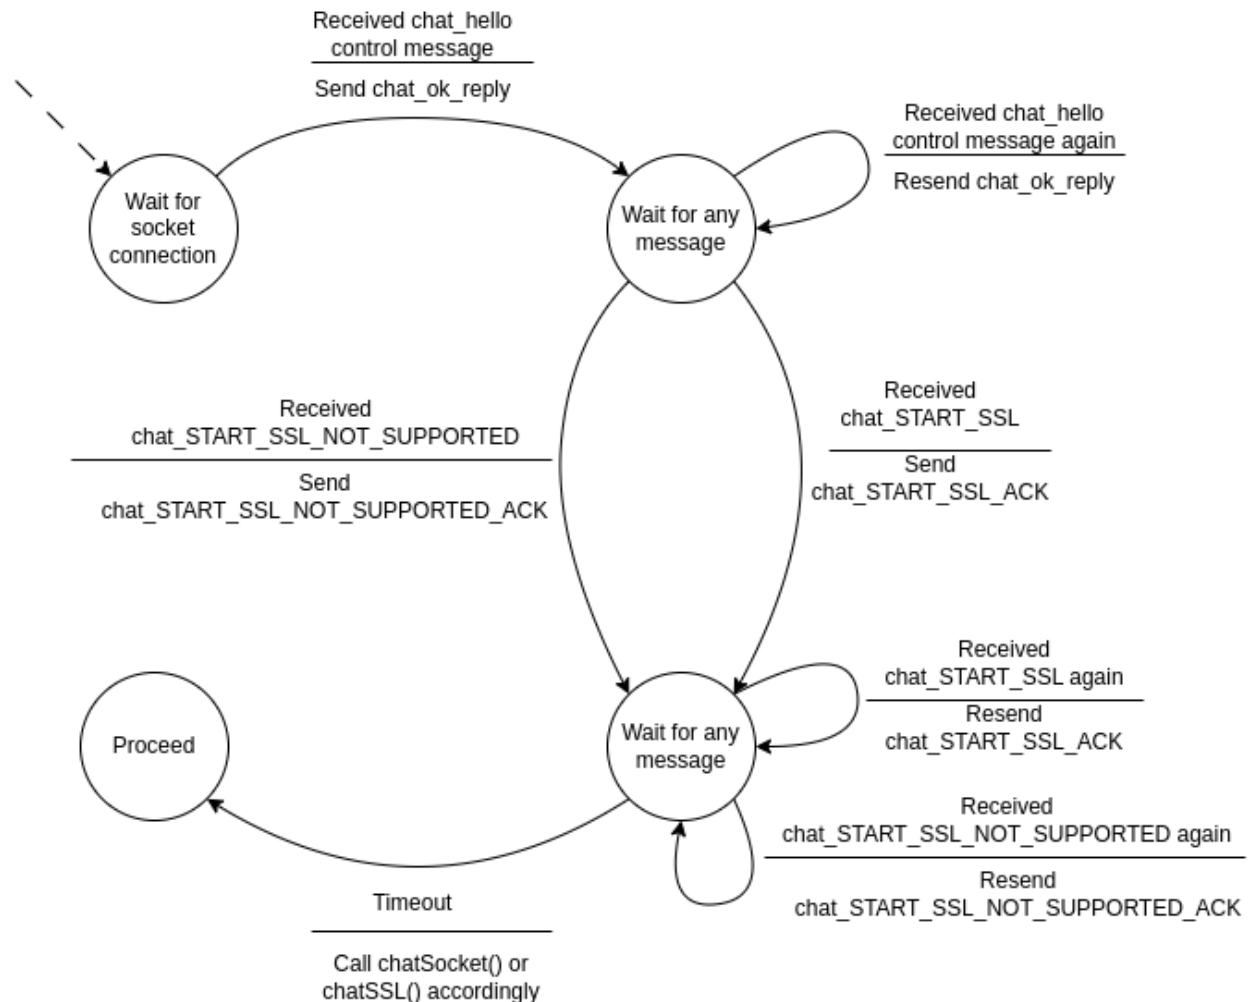 Received chat_hello
control message
Send chat_ok_reply
Received chat_hello
control message again
Resend chat_ok_reply
Wait for
socket
connection
Wait for any
message
Received
chat_START_SSL_NOT_SUPPORTED
Send
chat_START_SSL_NOT_SUPPORTED_ACK
Received
chat_START_SSL
Send
chat_START_SSL_ACK
Received
chat_START_SSL again
Resend
chat_START_SSL_ACK
Proceed
Wait for any
message
Received
chat_START_SSL_NOT_SUPPORTED again
Resend
chat_START_SSL_NOT_SUPPORTED_ACK
Timeout
Call chatSocket() or
chatSSL() accordingly